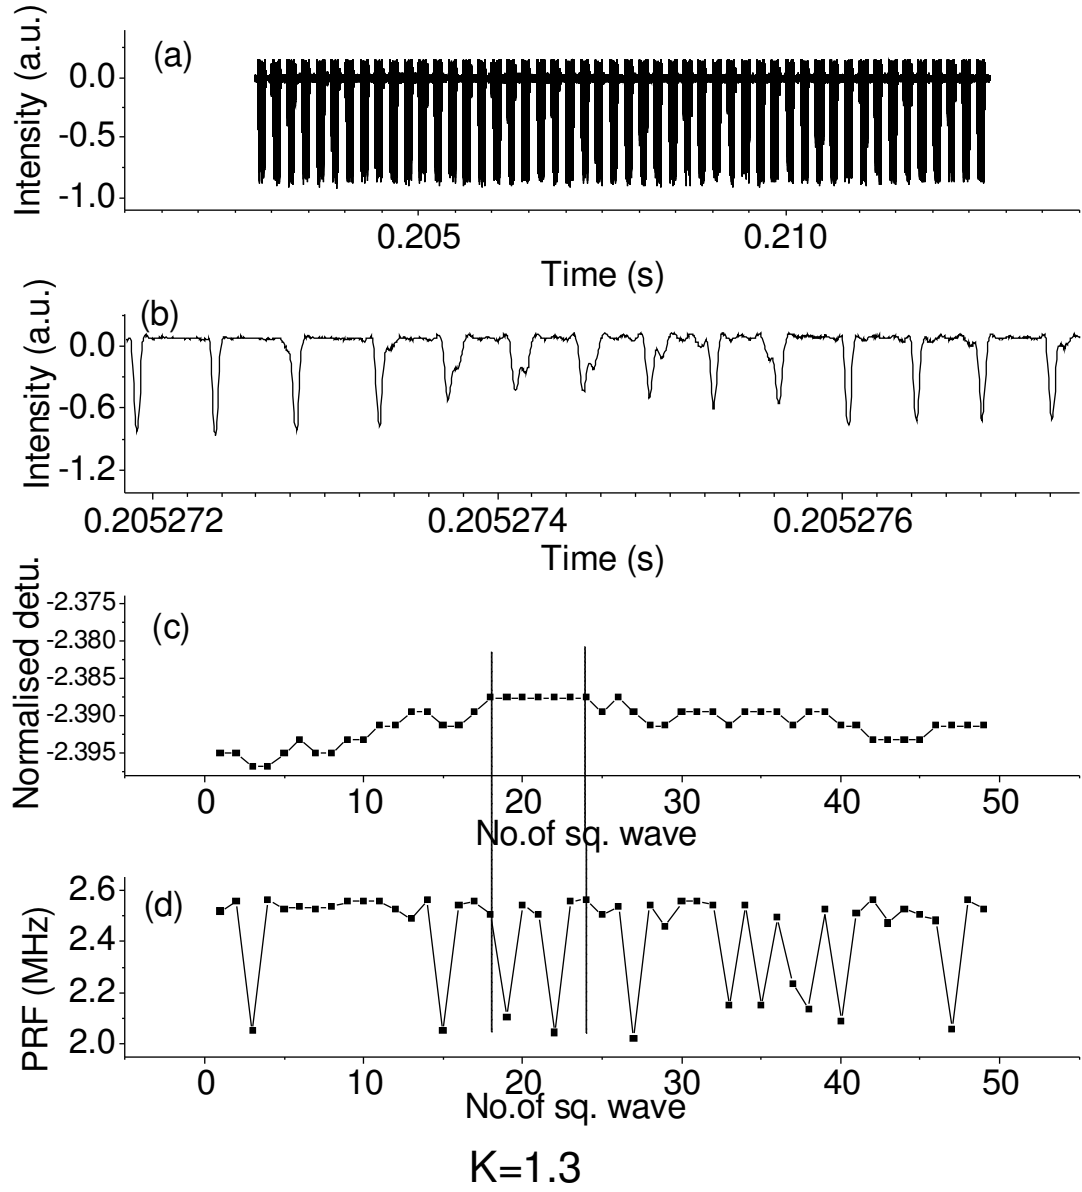 (a)
Intensity (a.u.)
0.0
-0.5
-1.0
0.205 0.210
Time (s)
(b)
Intensity (a.u.)
0.0
-0.6
-1.2
0.205272 0.205274 0.205276
Time (s)
(c)
Normalised detu.
-2.375
-2.380
-2.385
-2.390
-2.395
0 10 20 30 40 50
No.of sq. wave
(d)
PRF (MHz)
2.6
2.4
2.2
2.0
0 10 20 30 40 50
No.of sq. wave
K=1.3